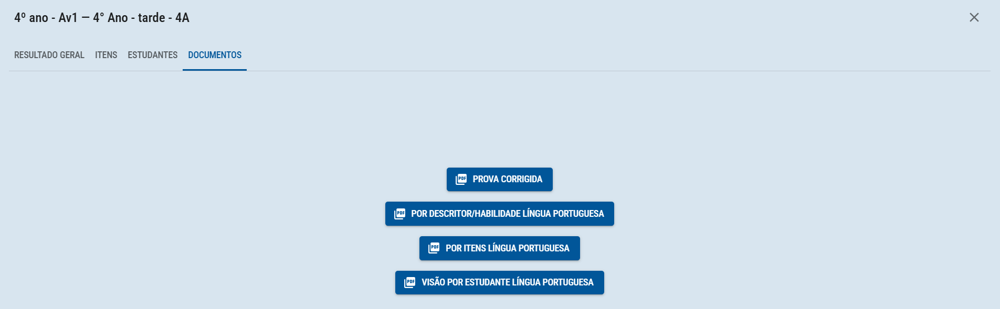 4º ano - Av1 — 4° Ano - tarde - 4A
RESULTADO GERAL ITENS ESTUDANTES DOCUMENTOS
PDF PROVA CORRIGIDA
PDF POR DESCRITOR/HABILIDADE LÍNGUA PORTUGUESA
PDF POR ITENS LÍNGUA PORTUGUESA
PDF VISÃO POR ESTUDANTE LÍNGUA PORTUGUESA